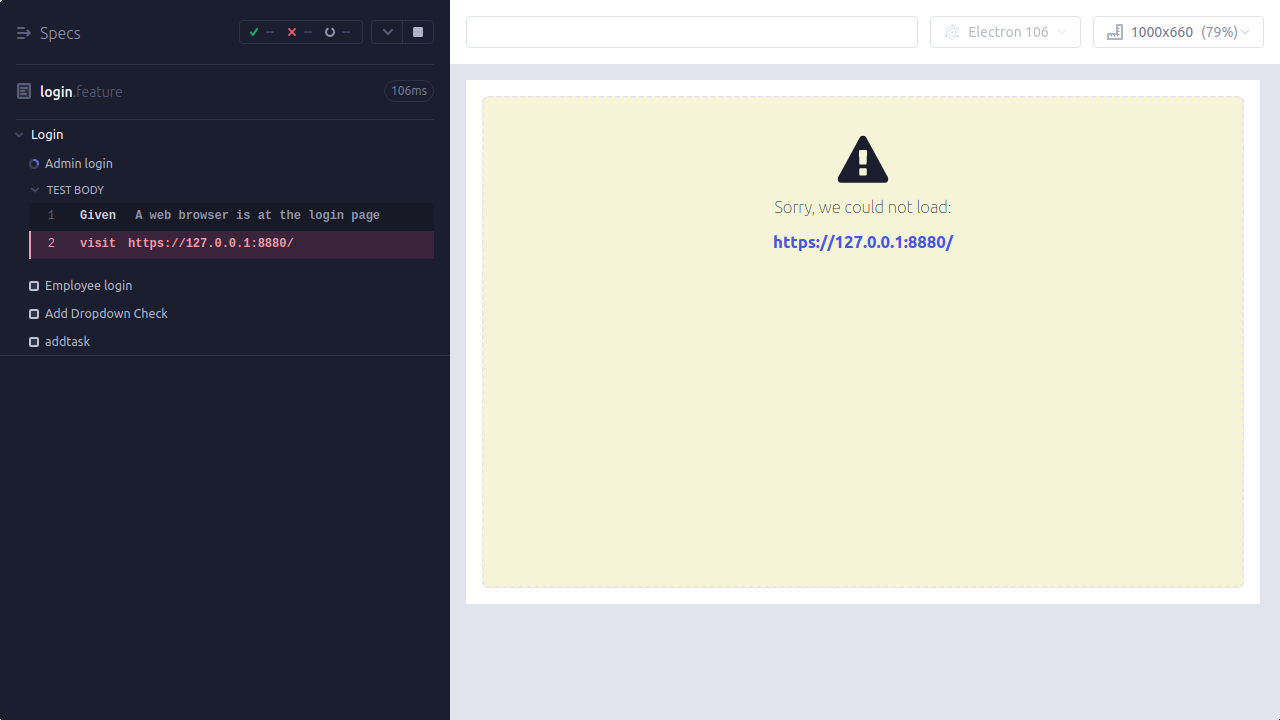 Specs
--
--
--
Electron 106
1000x660 (79%)
login.feature
106ms
Login
Admin login
TEST BODY
1 Given A web browser is at the login page
2 visit https://127.0.0.1:8880/
Employee login
Add Dropdown Check
addtask
Sorry, we could not load:
https://127.0.0.1:8880/